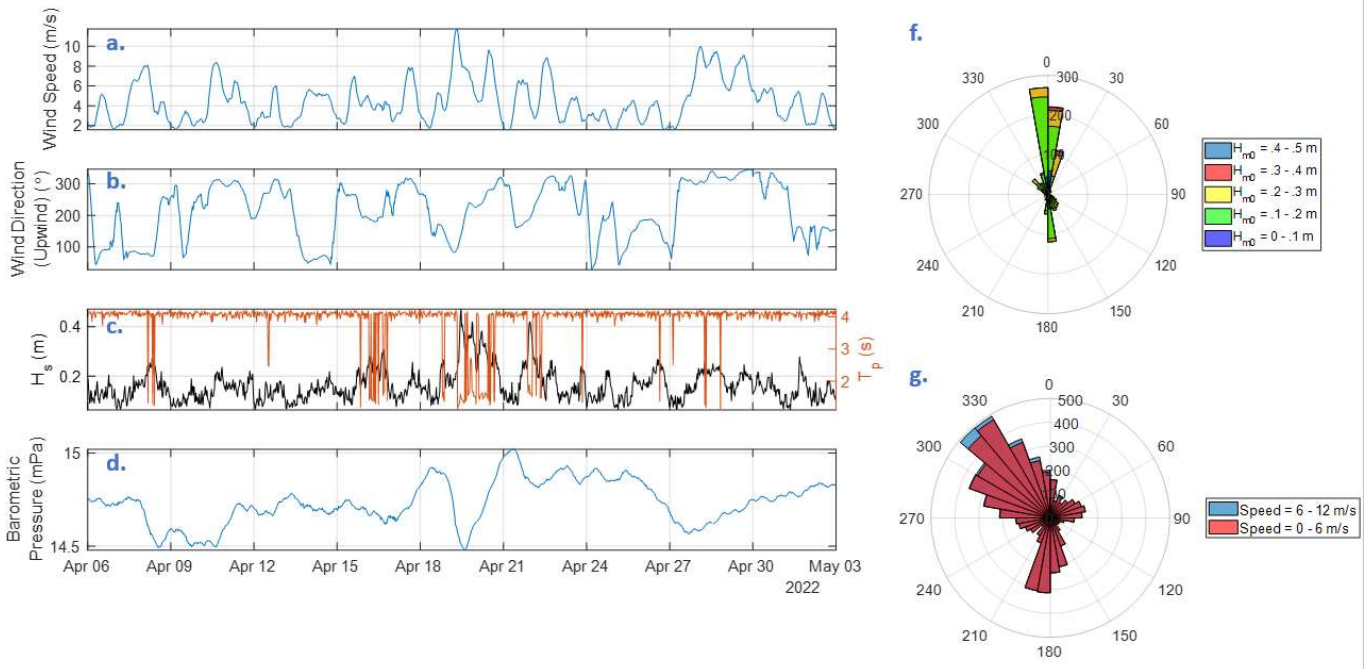 a.
Wind Speed (m/s)
10
8
6
4
2
b.
Wind Direction
(Upwind) (°)
300
200
100
c.
H_s (m)
0.4
0.2
4
3
2
T_p (s)
d.
Barometric
Pressure (mPa)
15
14.5
Apr 06
Apr 09
Apr 12
Apr 15
Apr 18
Apr 21
Apr 24
Apr 27
Apr 30
May 03
2022
f.
0
30
60
90
120
150
180
210
240
270
300
330
300
200
H_m0 = .4 - .5 m
H_m0 = .3 - .4 m
H_m0 = .2 - .3 m
H_m0 = .1 - .2 m
H_m0 = 0 - .1 m
g.
0
30
60
90
120
150
180
210
240
270
300
330
500
400
300
200
Speed = 6 - 12 m/s
Speed = 0 - 6 m/s